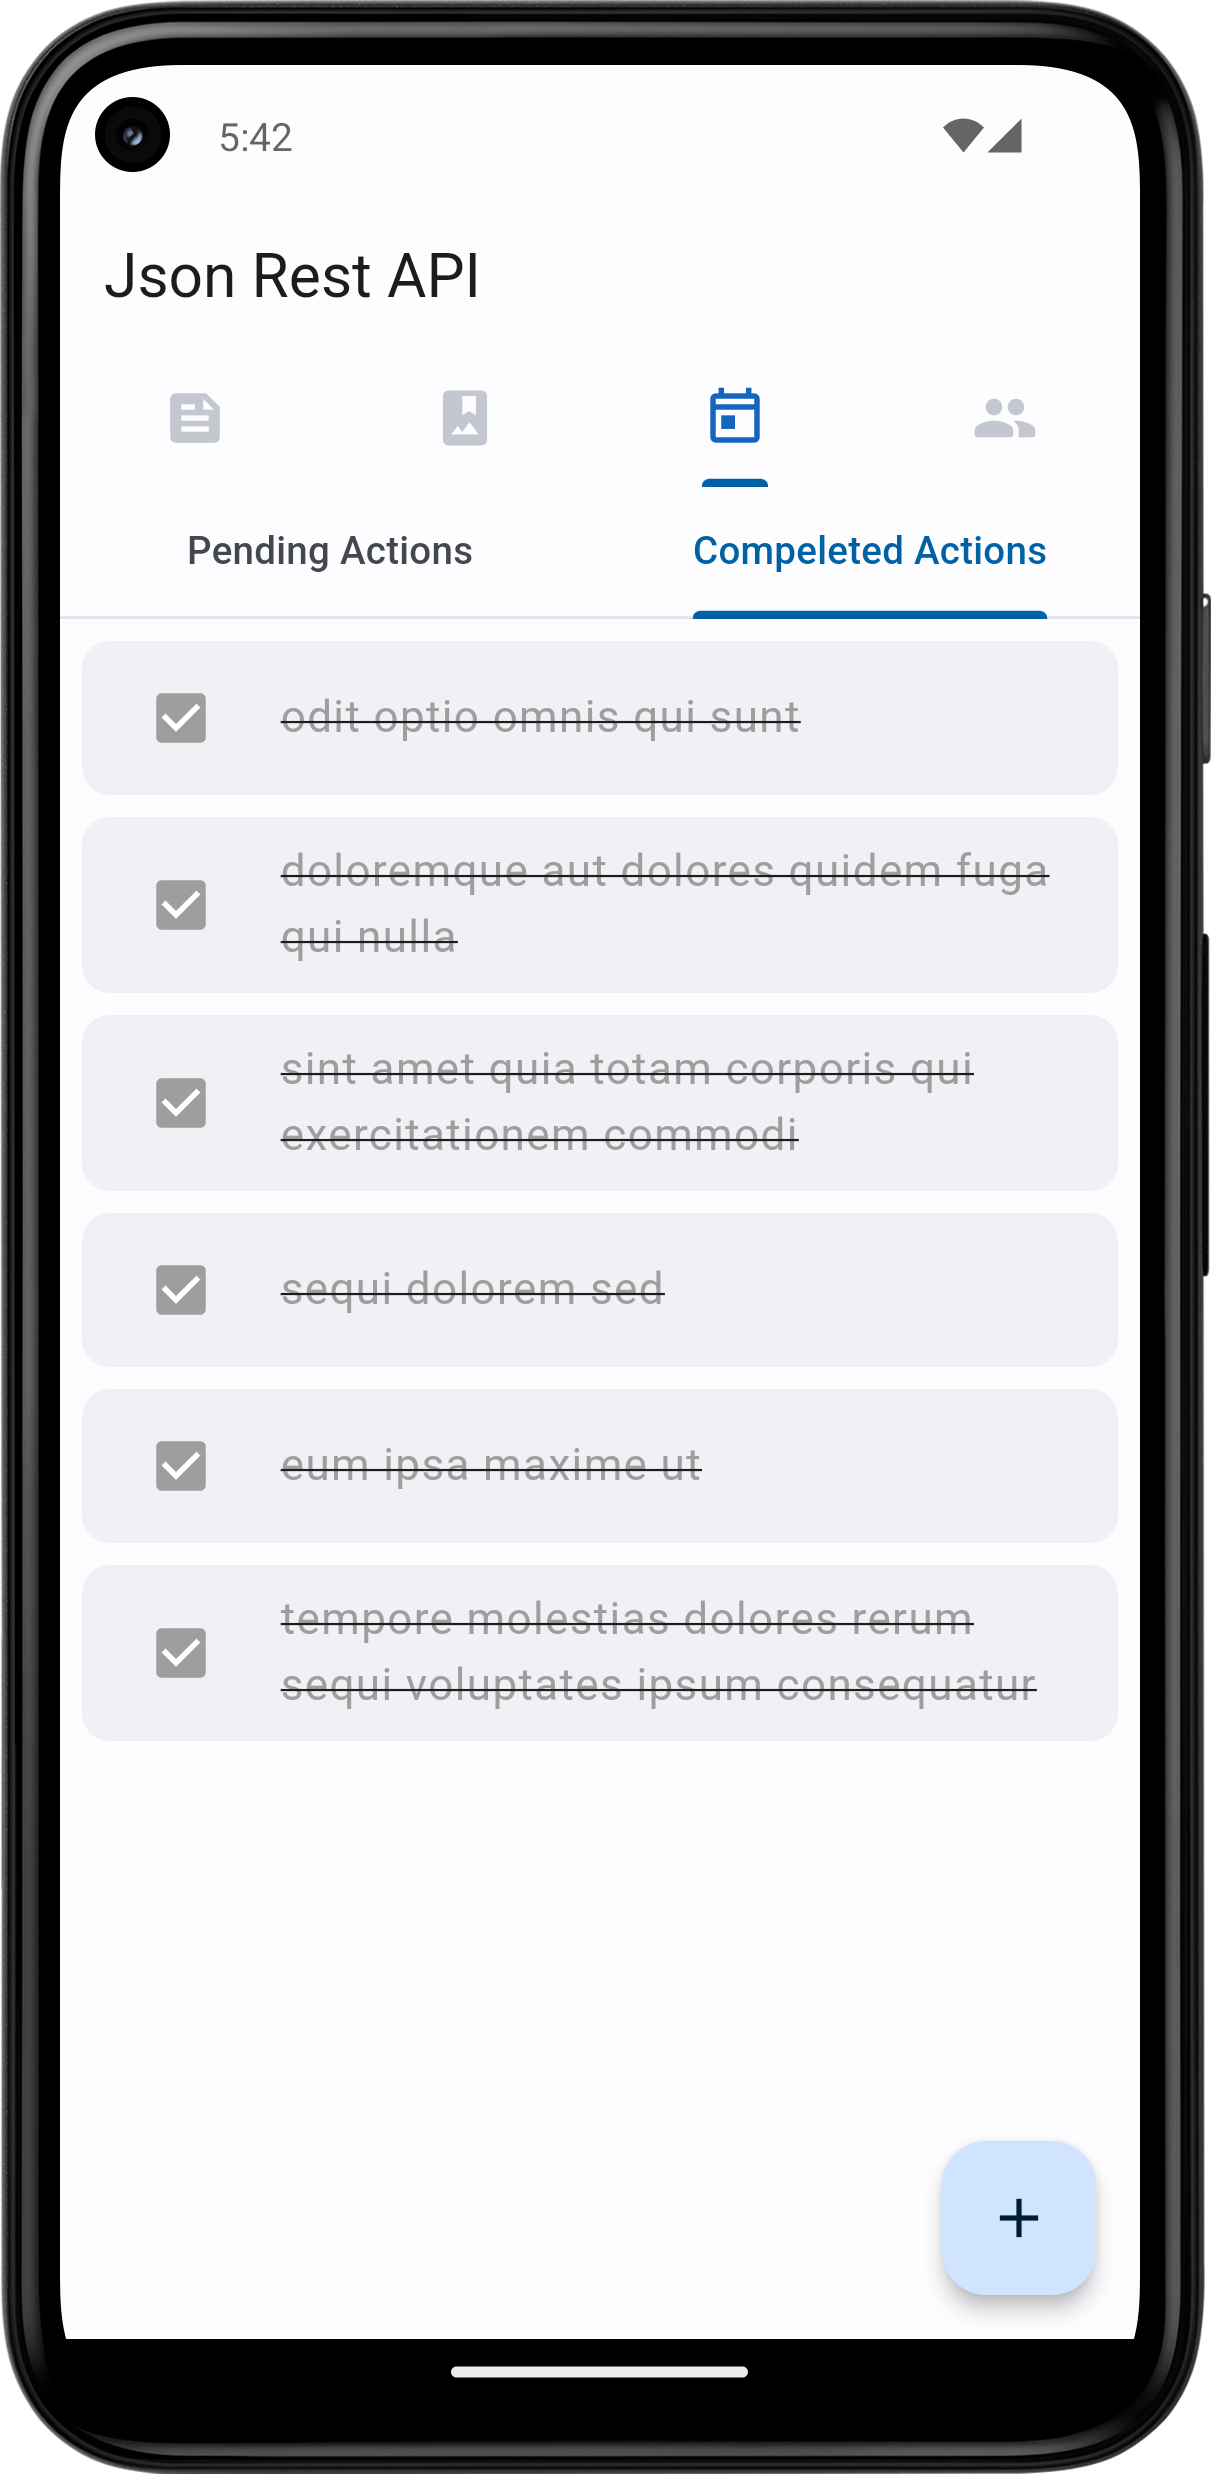 5:42
Json Rest API
Pending Actions
Compeleted Actions
odit optio omnis qui sunt
doloremque aut dolores quidem fuga
qui nulla
sint amet quia totam corporis qui
exercitationem commodi
sequi dolorem sed
eum ipsa maxime ut
tempore molestias dolores rerum
sequi voluptates ipsum consequatur